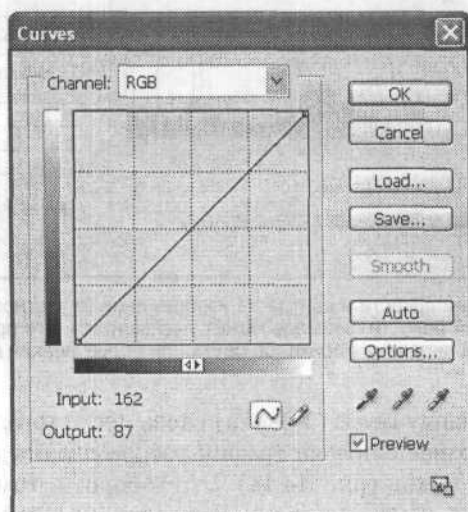 Curves
Channel: RGB
OK
Cancel
Load...
Save...
Smooth
Auto
Options...
Input: 162
Output: 87
Preview